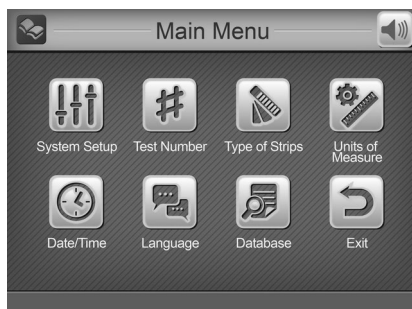 Main Menu
System Setup
Test Number
Type of Strips
Units of
Measure
Date/Time
Language
Database
Exit